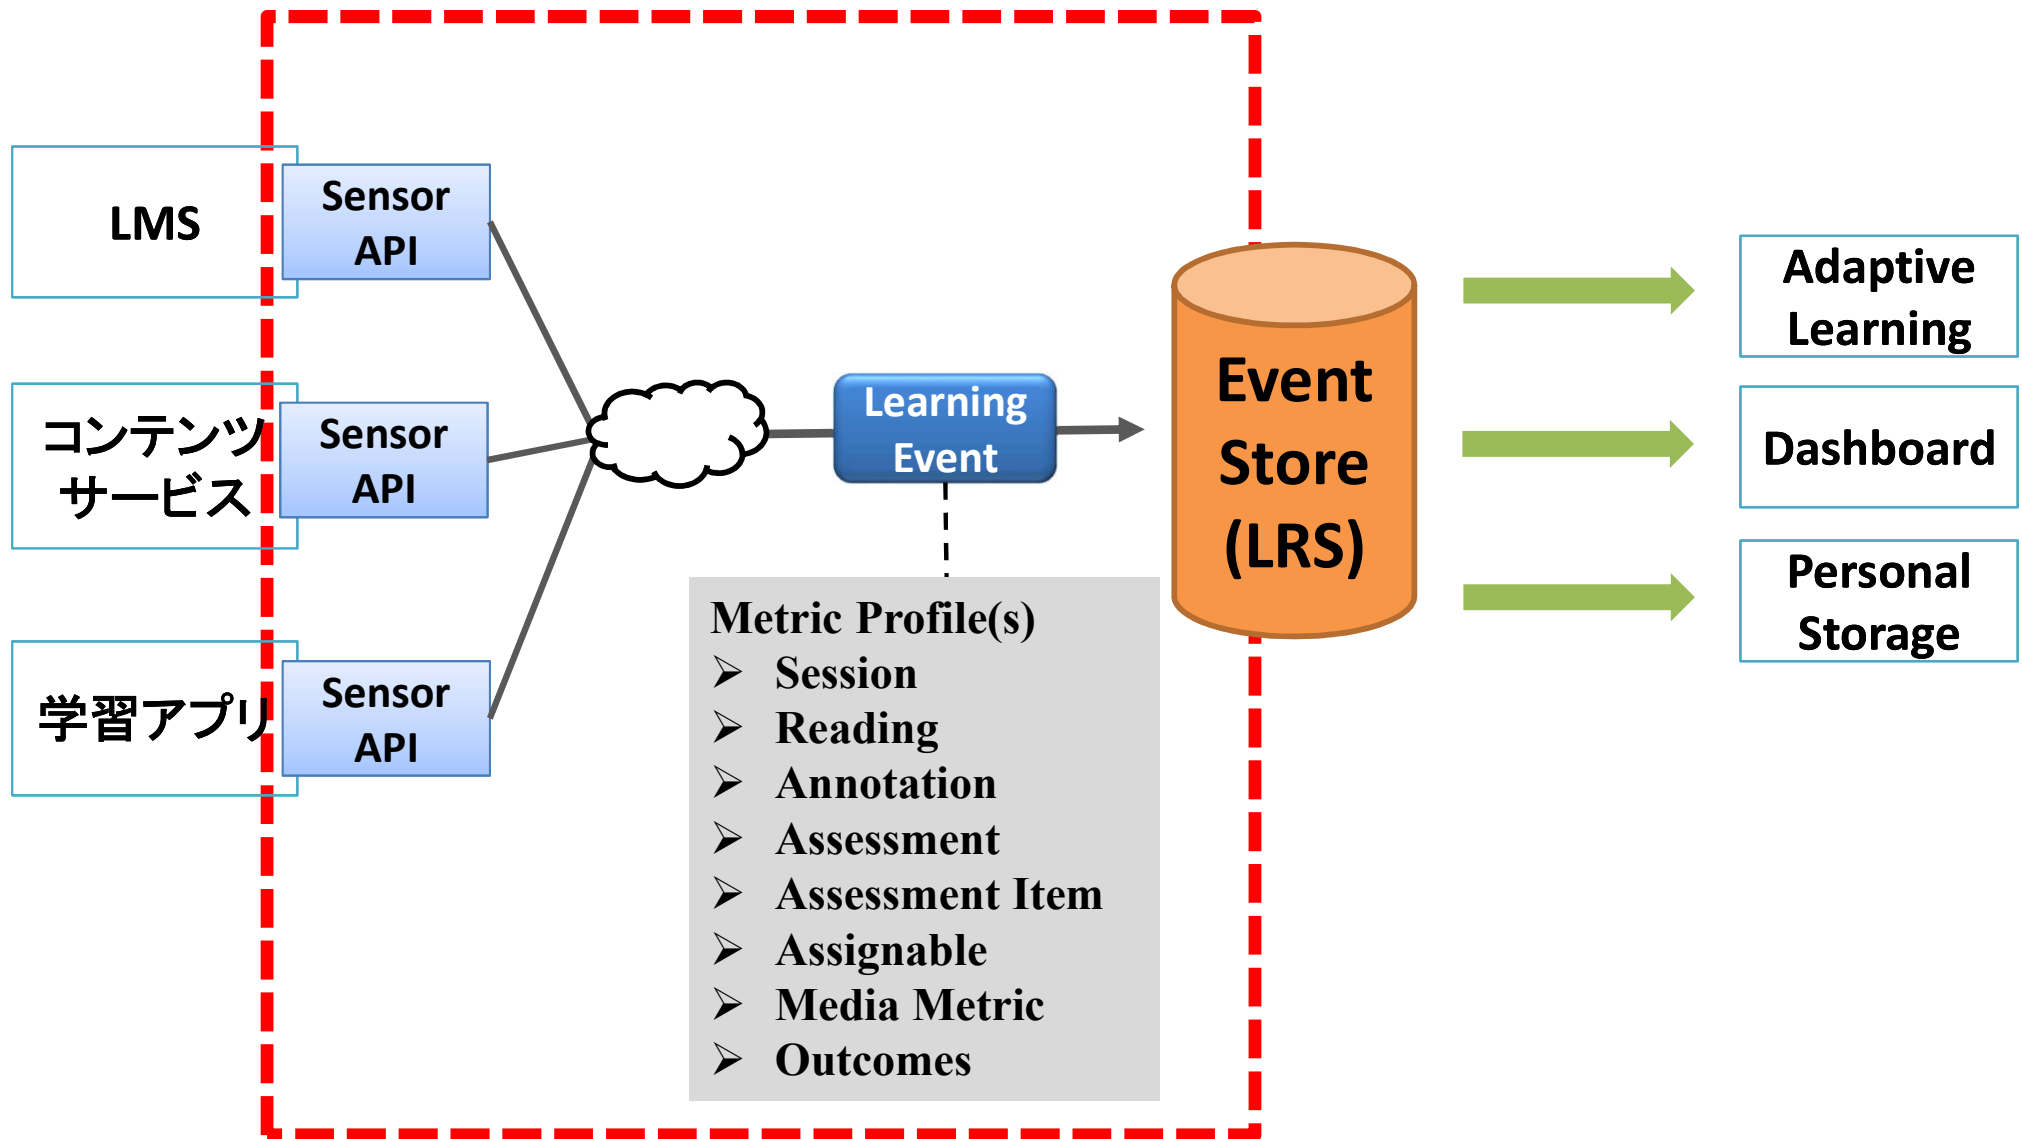 LMS
Sensor
API
コンテンツ
サービス
Sensor
API
学習アプリ
Sensor
API
Learning
Event
Metric Profile(s)
➢ Session
➢ Reading
➢ Annotation
➢ Assessment
➢ Assessment Item
➢ Assignable
➢ Media Metric
➢ Outcomes
Event
Store
(LRS)
Adaptive
Learning
Dashboard
Personal
Storage